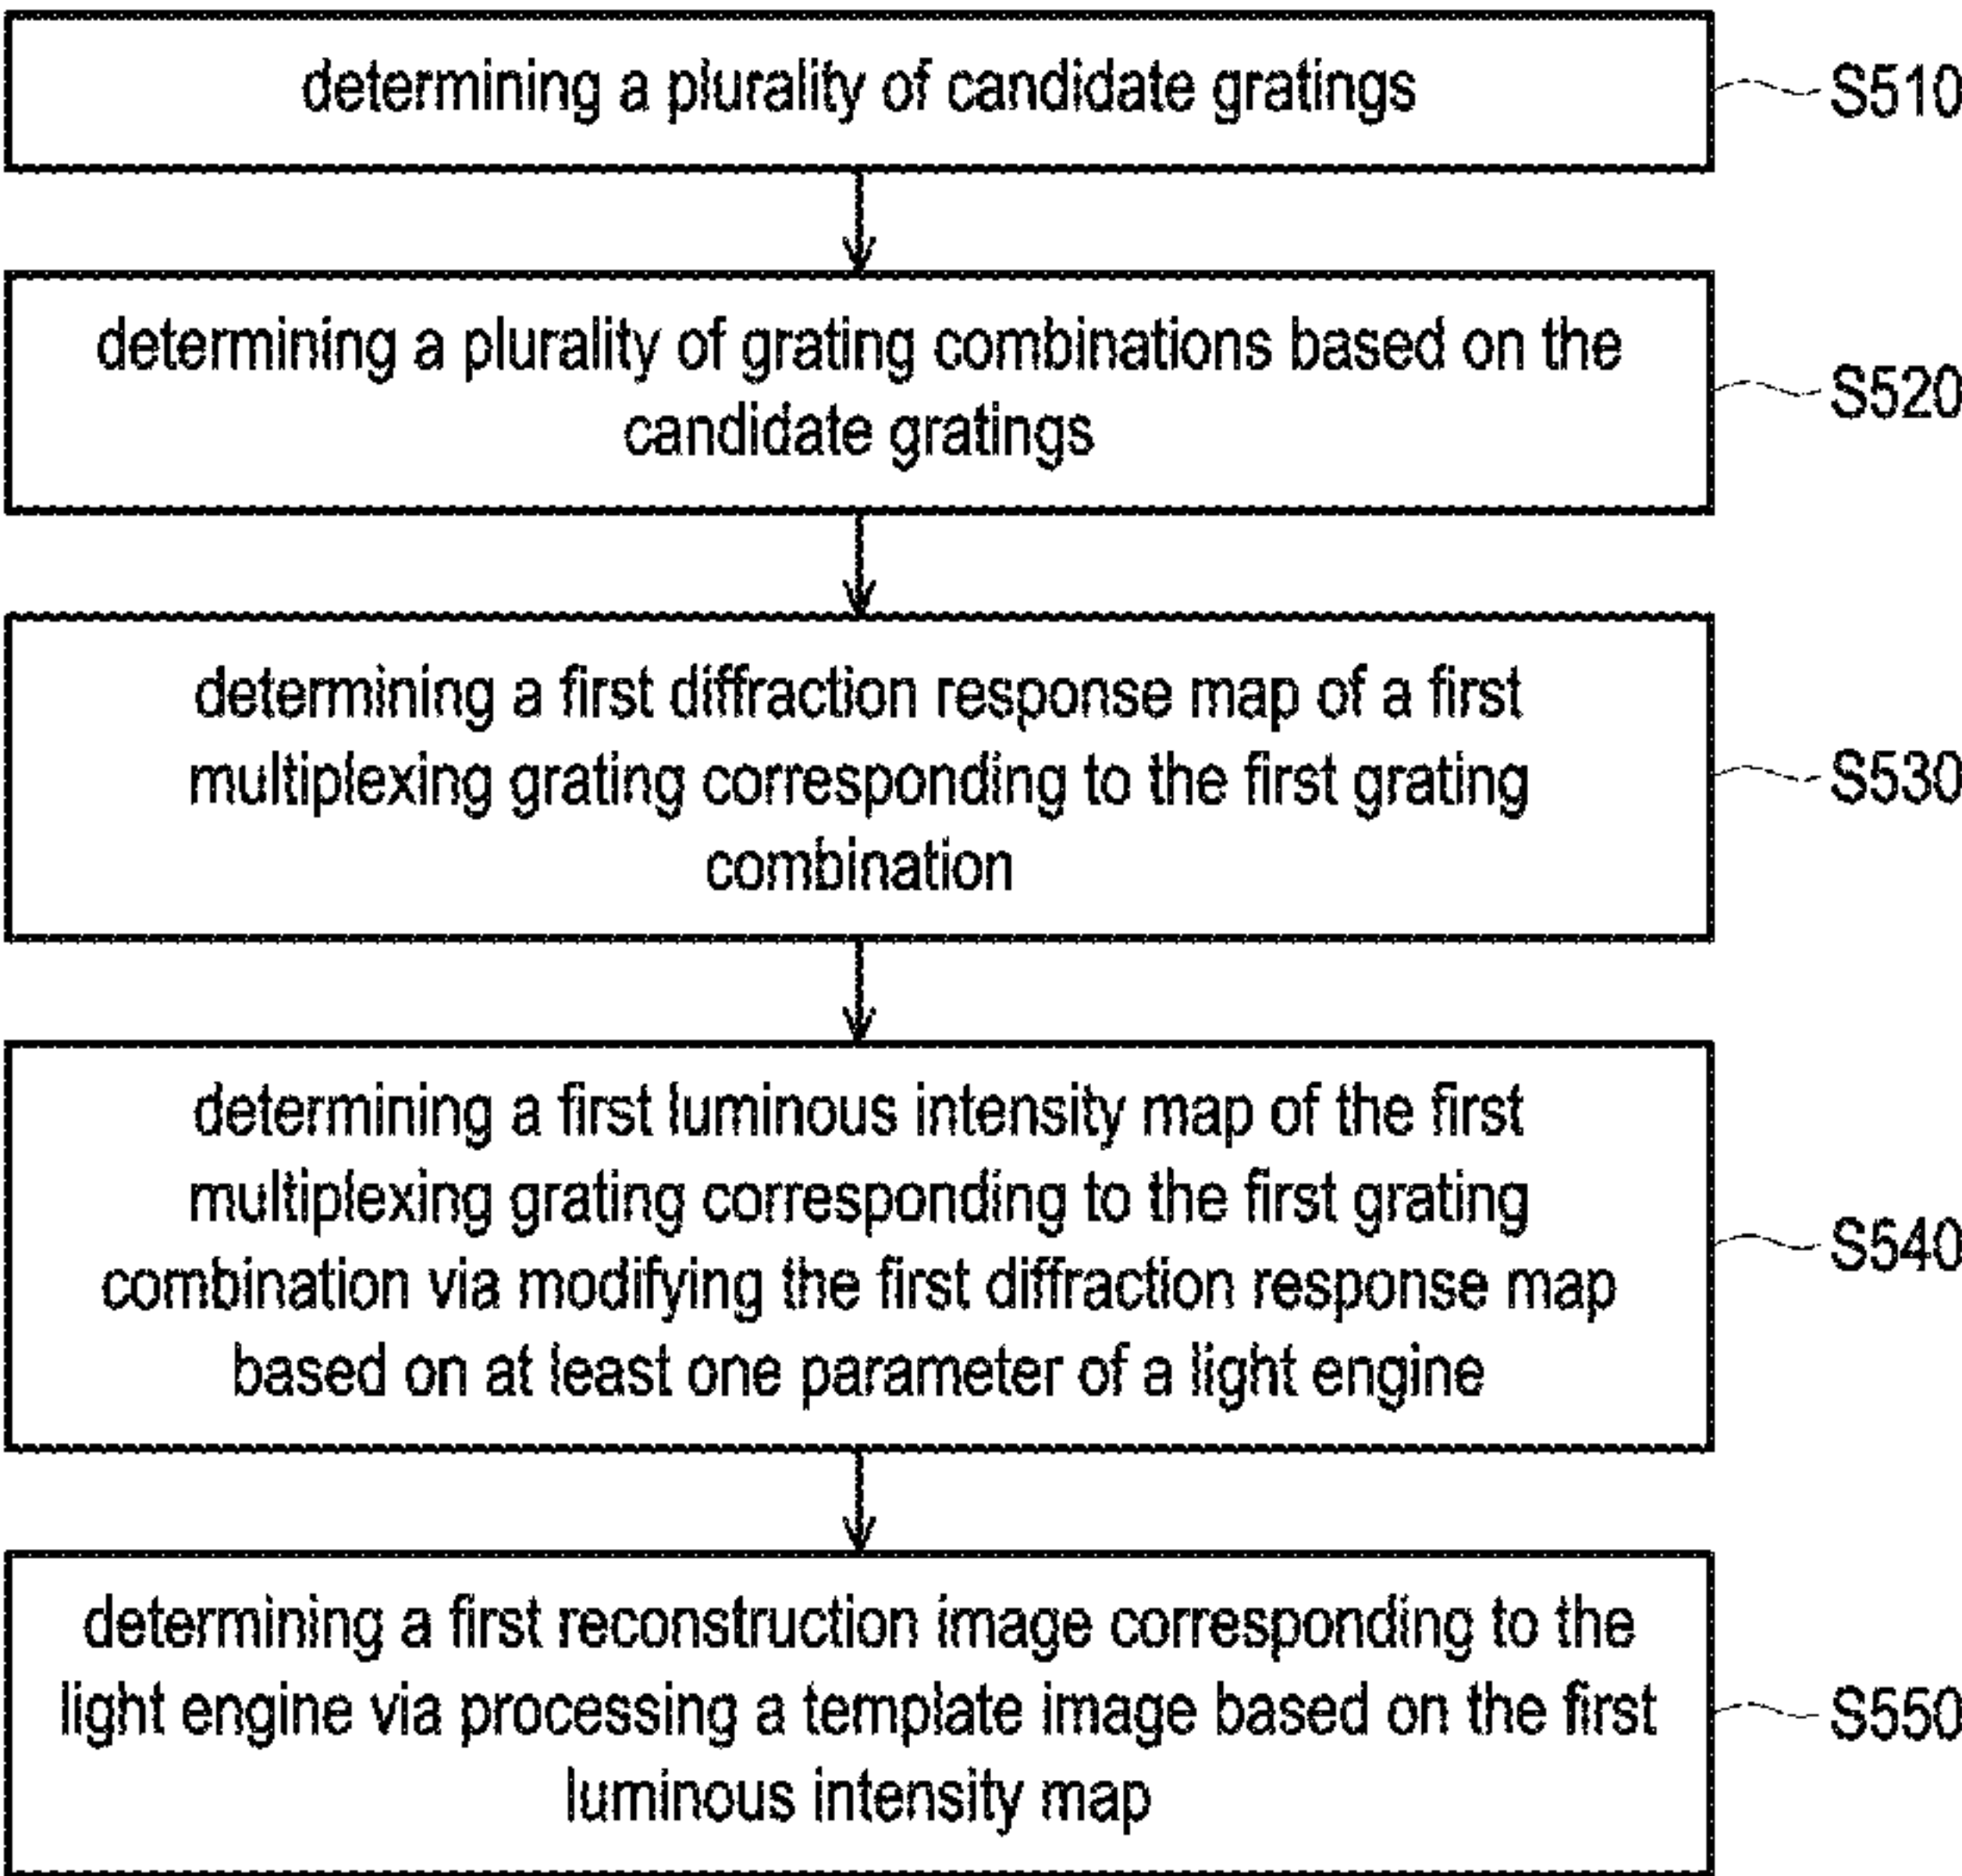 determining a plurality of candidate gratings
S510
determining a plurality of grating combinations based on the
candidate gratings
S520
determining a first diffraction response map of a first
multiplexing grating corresponding to the first grating
combination
S530
determining a first luminous intensity map of the first
multiplexing grating corresponding to the first grating
combination via modifying the first diffraction response map
based on at least one parameter of a light engine
S540
determining a first reconstruction image corresponding to the
light engine via processing a template image based on the first
luminous intensity map
S550